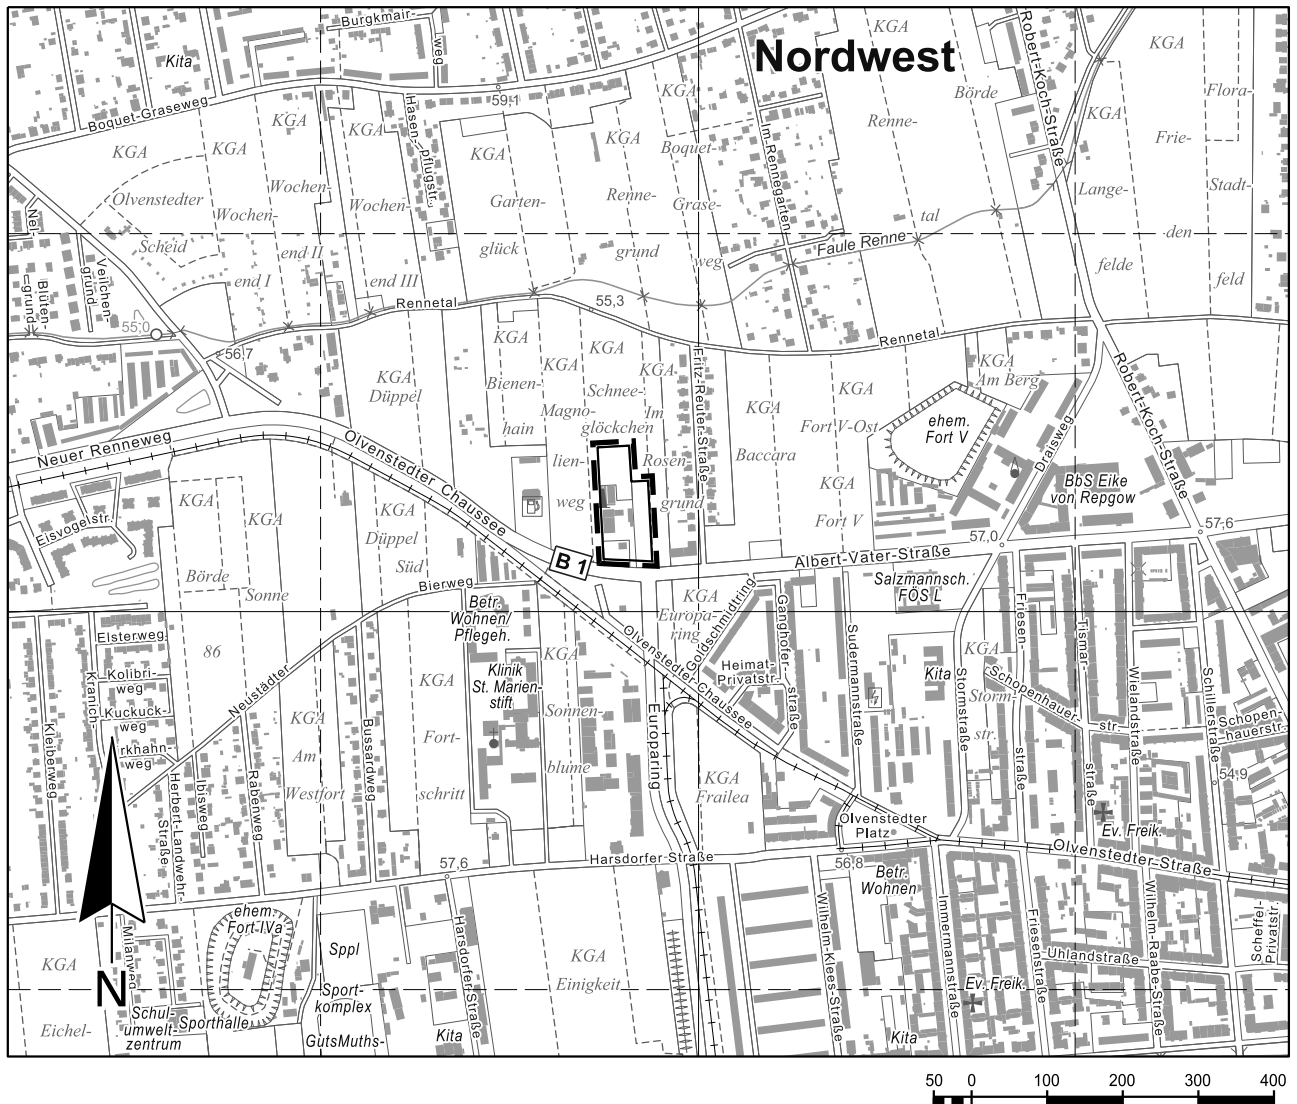 Burgkmair-
weg
Kita
Nordwest
KGA
Börde
Robert-Koch-Straße
KGA
Flora-
Boquet-Graseweg
59,1
KGA
KGA
Hasen-
pflugstr.
KGA
KGA
KGA
Boquet-
Im-Rennegarten
Renne-
KGA
Frie-
KGA
KGA
KGA
Olvenstedter
Wochen-
Wochen-
Wochen-
Garten-
Renne-
Grase-
Lange-
Stadt-
tal
Nel-
Scheid
end II
glück
grund
weg
Faule Renne
den
felde
feld
Blüten-
grund
Veilchen-
grund
end I
end III
Rennetal
55,3
55,0
56,7
KGA
Bienen-
hain
KGA
Magno-
lien-
weg
KGA
Schnee-
glöckchen
KGA
Im
Rosen-
grund
Fritz-Reuter-Straße
Rennetal
KGA
Düppel
KGA
Baccara
KGA
Fort V-Ost
KGA
Am Berg
ehem.
Fort V
Robert-Koch-Straße
Neuer Renneweg
Olvenstedter Chaussee
Draisweg
BbS Eike
von Repgow
KGA
Fort V
KGA
Börde
KGA
Sonne
KGA
Düppel
Süd
Eisvogelstr.
57,0
57,6
B 1
Albert-Vater-Straße
Bierweg
Salzmannsch.
FÖS L
Betr.
Wohnen/
Pflegeh.
KGA
Europa-
ring
Goldschmidtring
Ganghofer-
straße
Sudermannstraße
Friesen-
straße
Tismar-
straße
Elsterweg
Kolibri-
weg
Kuckuck-
weg
rkhahn-
weg
Kranich-
Kleiberweg
86
Neustädter
Klinik
St. Marien-
stift
KGA
Sonnen-
blume
Olvenstedter Chaussee
Heimat-
Privatstr.
Kita
KGA
Storm-
str.
Stormstraße
Schopenhauer-
str.
Wielandstraße
Schillerstraße
Schopen-
hauerstr.
KGA
Am
Westfort
KGA
Fort-
schritt
Bussardweg
Europaring
KGA
Frailea
54,9
Herbert-Landwehr-
Straße
Ibisweg
Rabenweg
Olvenstedter
Platz
Ev. Freik.
57,6
Harsdorfer Straße
56,8
Olvenstedter-Straße
Betr.
Wohnen
ehem.
Fort IVa
Sppl
Milanweg
Harsdorfer-Straße
KGA
Einigkeit
Wilhelm-Klees-Straße
Immermannstraße
Friesenstraße
Uhlandstraße
Wilhelm-Raabe-Straße
Scheffel-
Privatstr.
KGA
Eichel-
N
Sport-
komplex
GutsMuths-
Schul-
umwelt-
zentrum
Sporthalle
Kita
Kita
Ev. Freik.
50 0 100 200 300 400